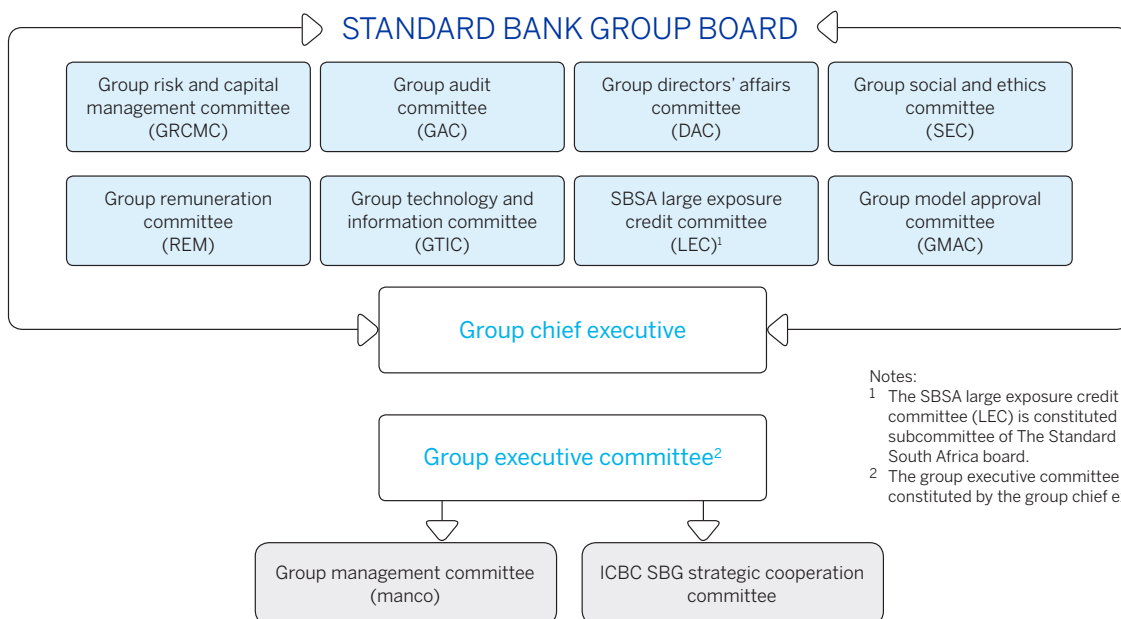 STANDARD BANK GROUP BOARD
Group risk and capital
management committee
(GRCMC)
Group audit
committee
(GAC)
Group directors' affairs
committee
(DAC)
Group social and ethics
committee
(SEC)
Group remuneration
committee
(REM)
Group technology and
information committee
(GTIC)
SBSA large exposure
credit committee
(LEC)¹
Group model approval
committee
(GMAC)
Group chief executive
Group executive committee²
Group management committee
(manco)
ICBC SBG strategic cooperation
committee
Notes:
¹ The SBSA large exposure credit
committee (LEC) is constituted
subcommittee of The Standard
South Africa board.
² The group executive committee
constituted by the group chief e